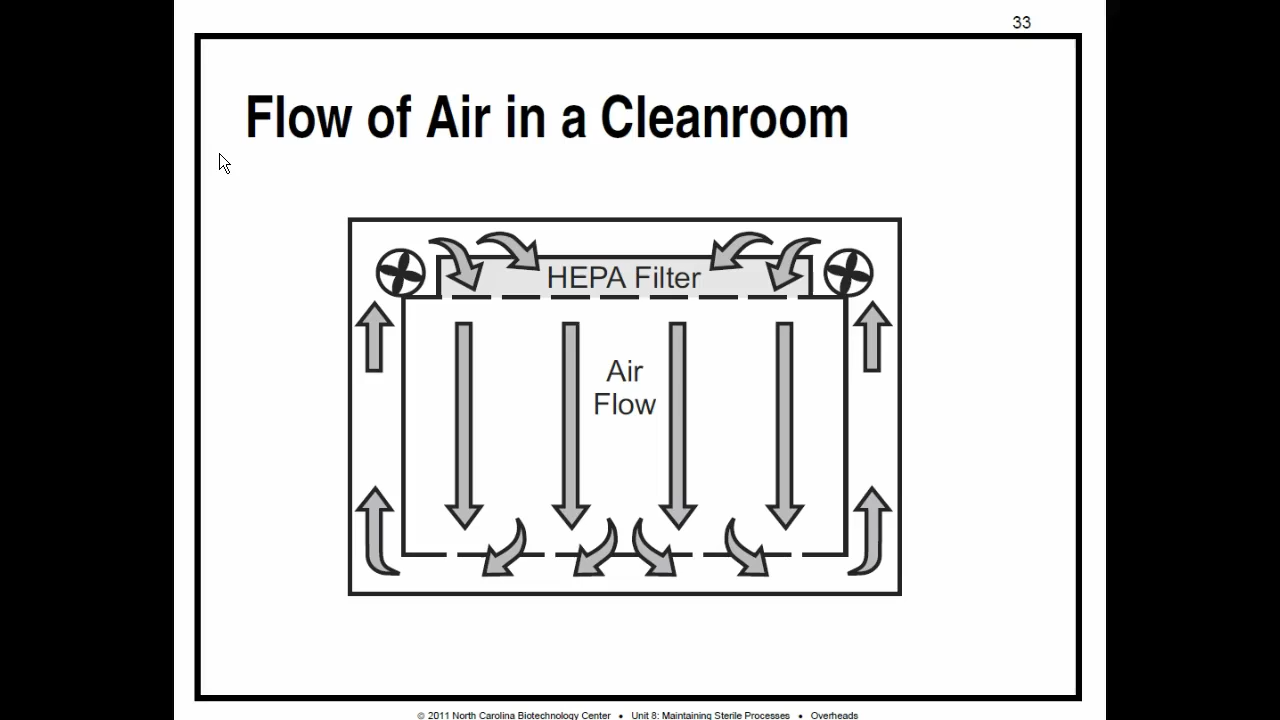 33
Flow of Air in a Cleanroom
HEPA Filter
Air
Flow
© 2011 North Carolina Biotechnology Center • Unit 8: Maintaining Sterile Processes • Overheads